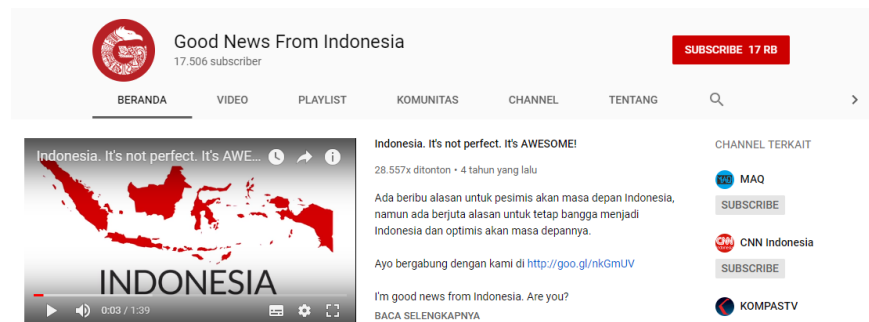 Good News From Indonesia
17.506 subscriber
SUBSCRIBE 17 RB
BERANDA VIDEO PLAYLIST KOMUNITAS CHANNEL TENTANG
Indonesia. It's not perfect. It's AWE...
INDONESIA
0:03 / 1:39
Indonesia. It's not perfect. It's AWESOME!
28.557x ditonton • 4 tahun yang lalu
Ada beribu alasan untuk pesimis akan masa depan Indonesia,
namun ada berjuta alasan untuk tetap bangga menjadi
Indonesia dan optimis akan masa depannya.
Ayo bergabung dengan kami di http://goo.gl/nkGmUV
I'm good news from Indonesia. Are you?
BACA SELENGKAPNYA
CHANNEL TERKAIT
MAQ
SUBSCRIBE
CNN Indonesia
SUBSCRIBE
KOMPASTV